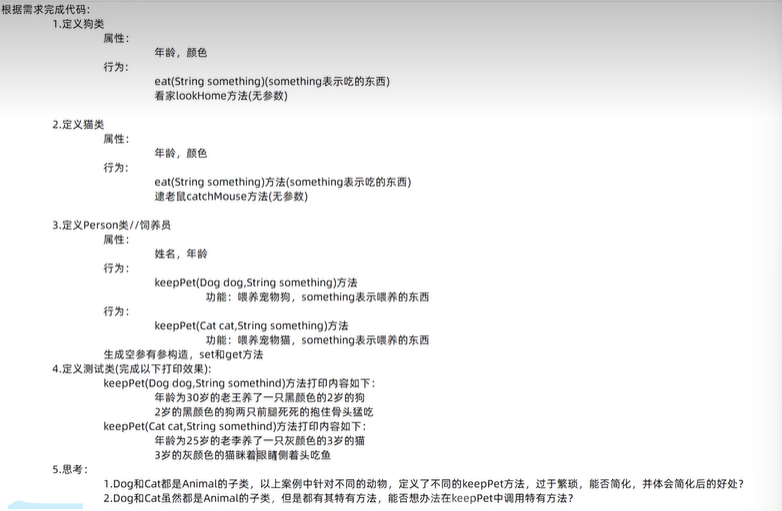 根据需求完成代码：
1.定义狗类
属性：
年龄，颜色
行为：
eat(String something)(something表示吃的东西)
看家lookHome方法(无参数)
2.定义猫类
属性：
年龄，颜色
行为：
eat(String something)方法(something表示吃的东西)
逮老鼠catchMouse方法(无参数)
3.定义Person类//饲养员
属性：
姓名，年龄
行为：
keepPet(Dog dog,String something)方法
功能：喂养宠物狗，something表示喂养的东西
行为：
keepPet(Cat cat,String something)方法
功能：喂养宠物猫，something表示喂养的东西
生成空参有参构造，set和get方法
4.定义测试类(完成以下打印效果)：
keepPet(Dog dog,String somethind)方法打印内容如下：
年龄为30岁的老王养了一只黑颜色的2岁的狗
2岁的黑颜色的狗两只前腿死死的抱住骨头猛吃
keepPet(Cat cat,String somethind)方法打印内容如下：
年龄为25岁的老李养了一只灰颜色的3岁的猫
3岁的灰颜色的猫眯着眼睛侧着头吃鱼
5.思考：
1.Dog和Cat都是Animal的子类，以上案例中针对不同的动物，定义了不同的keepPet方法，过于繁琐，能否简化，并体会简化后的好处？
2.Dog和Cat虽然都是Animal的子类，但是都有其特有方法，能否想办法在keepPet中调用特有方法？